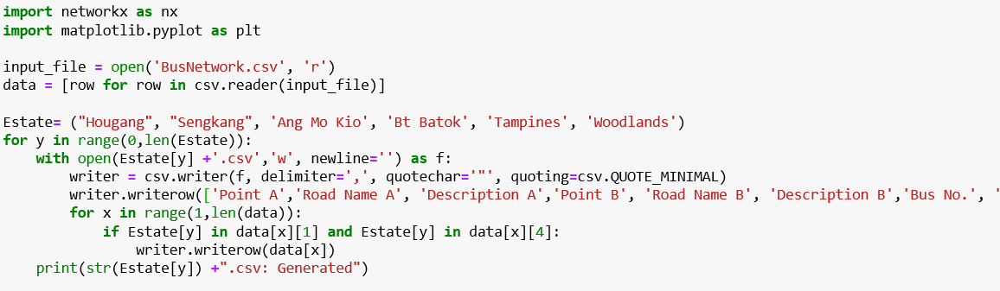 import networkx as nx
import matplotlib.pyplot as plt
input_file = open('BusNetwork.csv', 'r')
data = [row for row in csv.reader(input_file)]
Estate= ("Hougang", "Sengkang", 'Ang Mo Kio', 'Bt Batok', 'Tampines', 'Woodlands')
for y in range(0,len(Estate)):
    with open(Estate[y] +'.csv','w', newline='') as f:
        writer = csv.writer(f, delimiter=',', quotechar='"', quoting=csv.QUOTE_MINIMAL)
        writer.writerow(['Point A','Road Name A', 'Description A','Point B', 'Road Name B', 'Description B','Bus No.', '
        for x in range(1,len(data)):
            if Estate[y] in data[x][1] and Estate[y] in data[x][4]:
                writer.writerow(data[x])
    print(str(Estate[y]) +".csv: Generated")